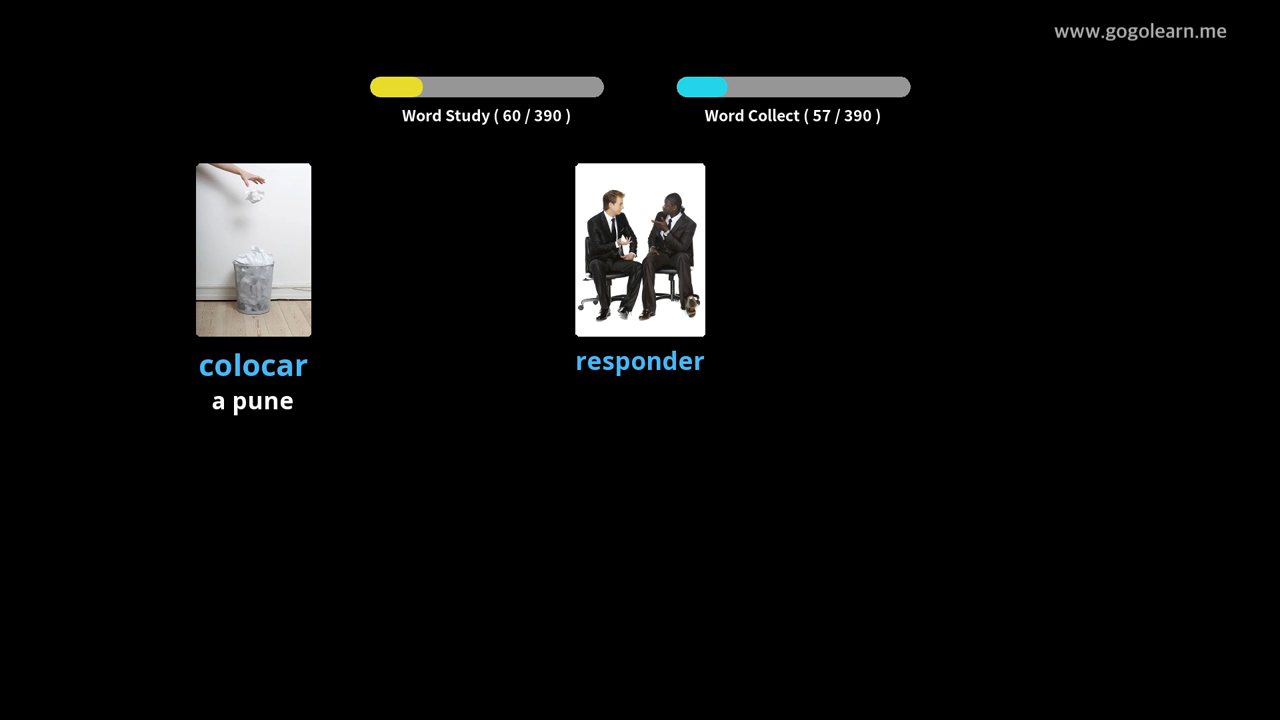 www.gogolearn.me
Word Study ( 60 / 390 )
Word Collect ( 57 / 390 )
colocar
a pune
responder